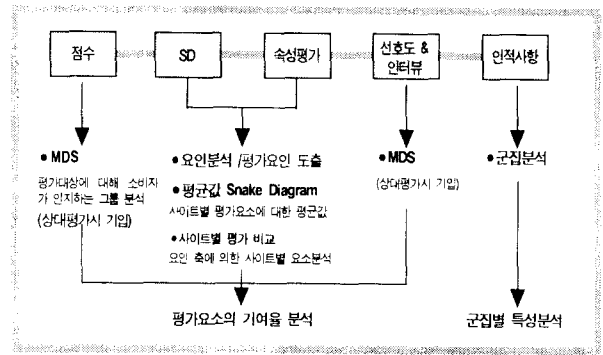 점수
SD
속성평가
선호도 &
인터뷰
인적사항
● MDS
평가대상에 대해 소비자
가 인지하는 그룹 분석
(상대평가시 기입)
● 요인분석 /평가요인 도출
● 평균값 Snake Diagram
사이트별 평가요소에 대한 평균값
● 사이트별 평가 비교
요인 축에 의한 사이트별 요소분석
● MDS
(상대평가시 기입)
● 군집분석
평가요소의 기여율 분석
군집별 특성분석